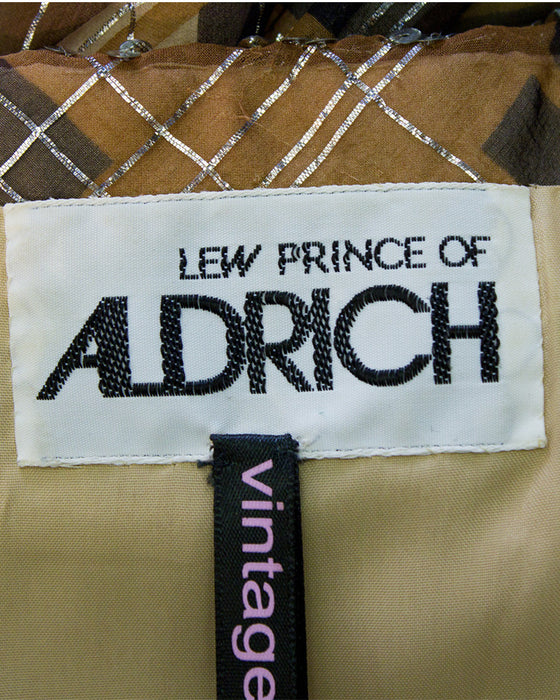 LEW PRINCE OF
ALDRICH
vintage